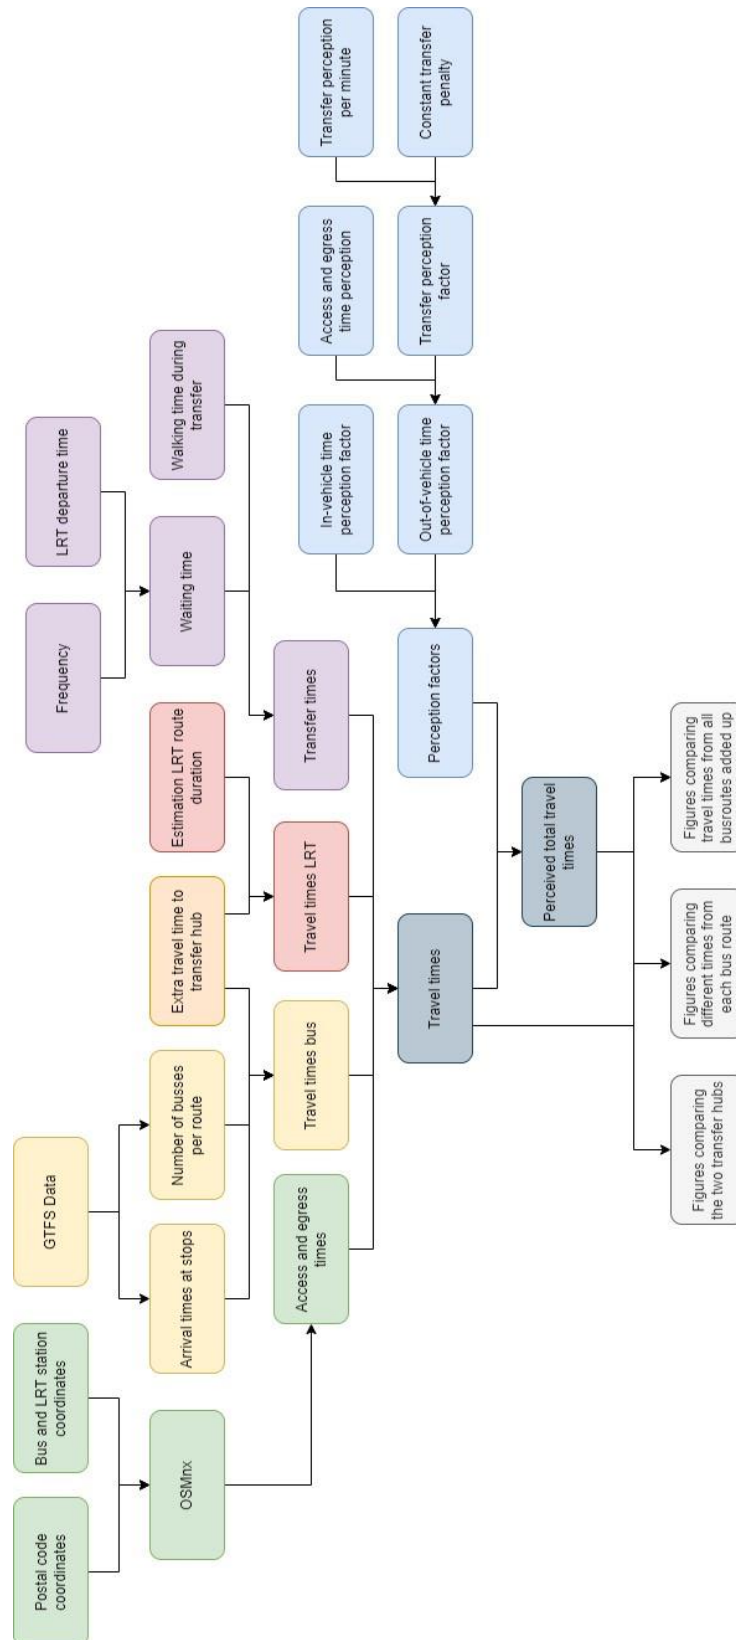 Postal code
coordinates
Bus and LRT station
coordinates
GTFS Data
Frequency
LRT departure time
OSMnx
Arrival times at stops
Number of busses
per route
Extra travel time to
transfer hub
Estimation LRT route
duration
Waiting time
Walking time during
transfer
Access and egress
times
Travel times bus
Travel times LRT
Transfer times
In-vehicle time
perception factor
Access and egress
time perception
Transfer perception
per minute
Travel times
Perception factors
Out-of-vehicle time
perception factor
Transfer perception
factor
Constant transfer
penalty
Perceived total travel
times
Figures comparing
the two transfer hubs
Figures comparing
different times from
each bus route
Figures comparing
travel times from all
busroutes added up